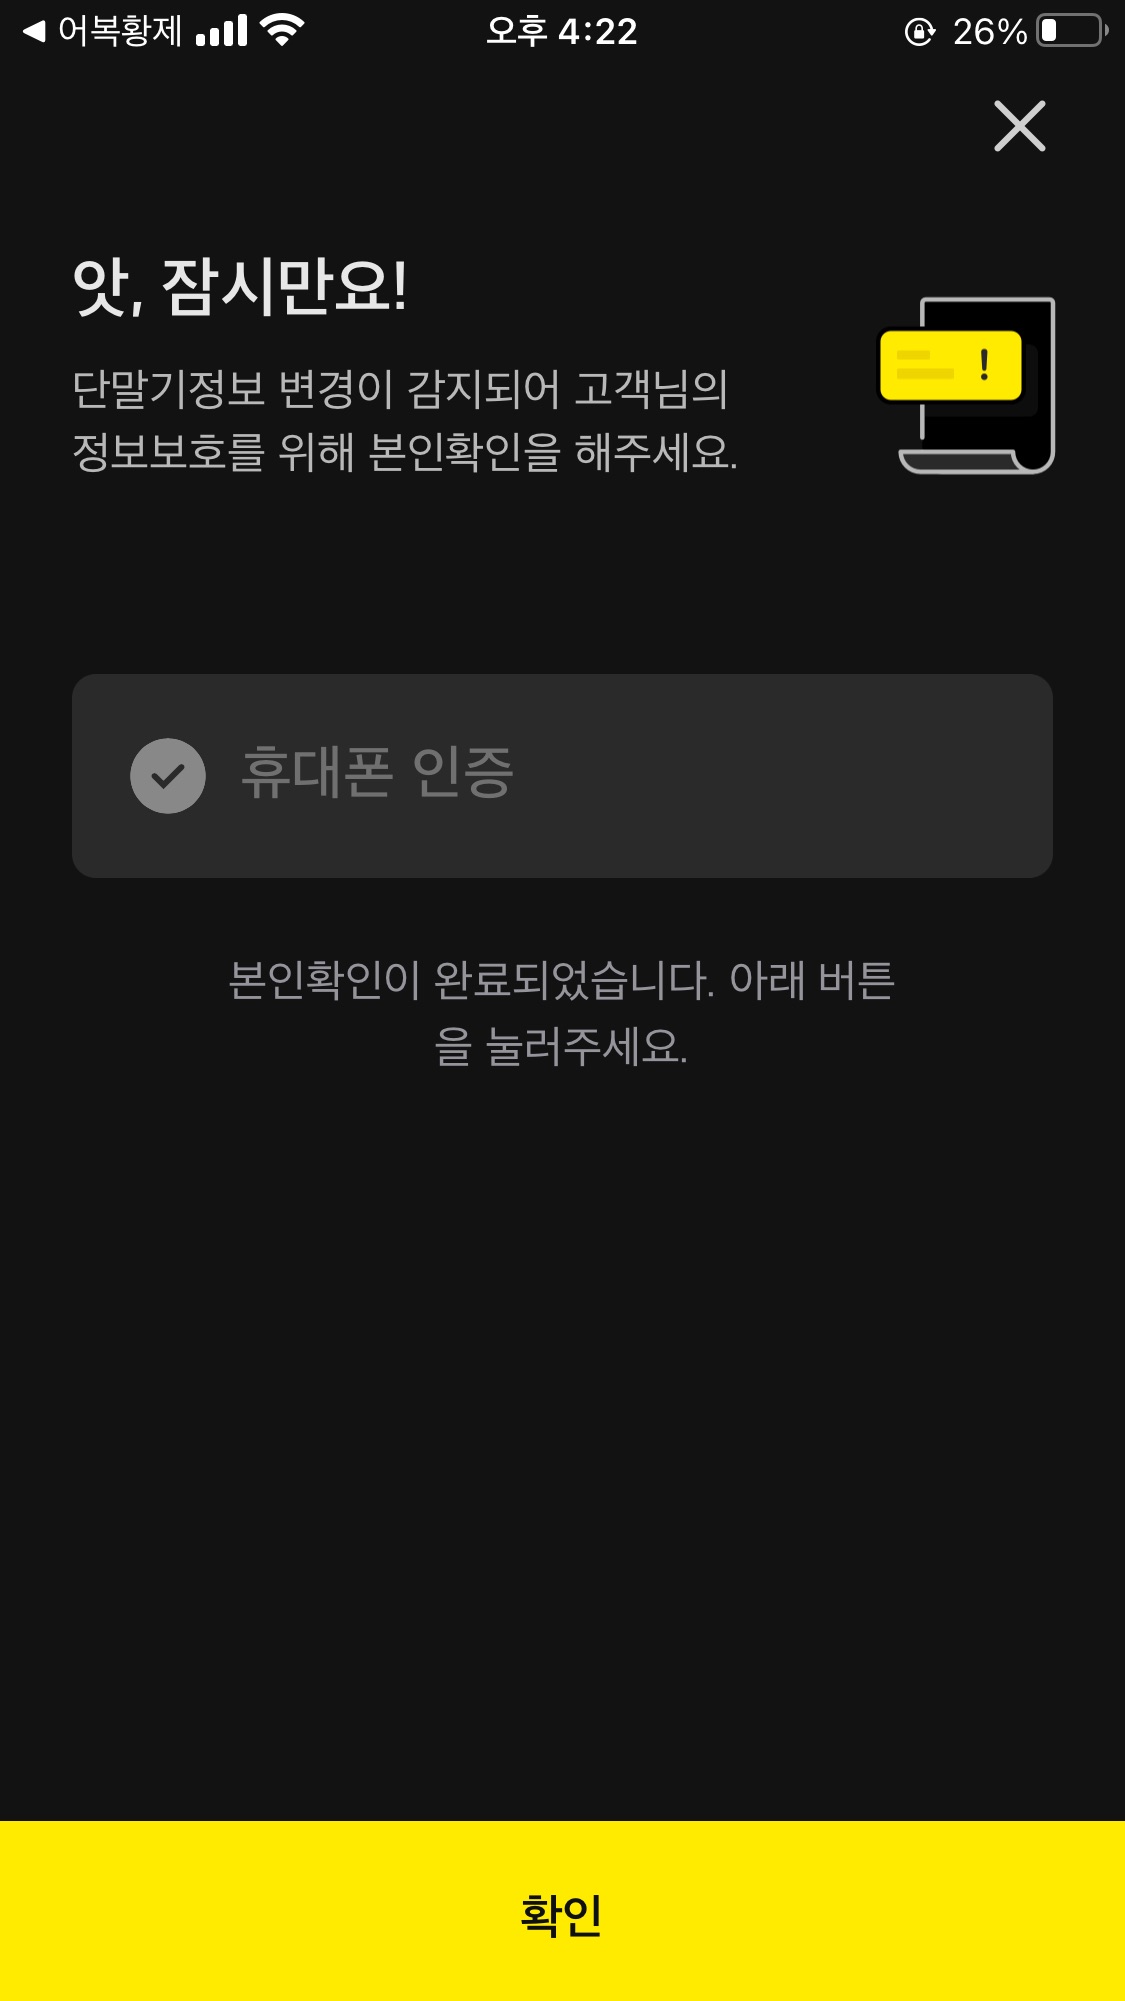 어복황제
오후 4:22
26%
앗, 잠시만요!
단말기정보 변경이 감지되어 고객님의
정보보호를 위해 본인확인을 해주세요.
!
휴대폰 인증
본인확인이 완료되었습니다. 아래 버튼
을 눌러주세요.
확인